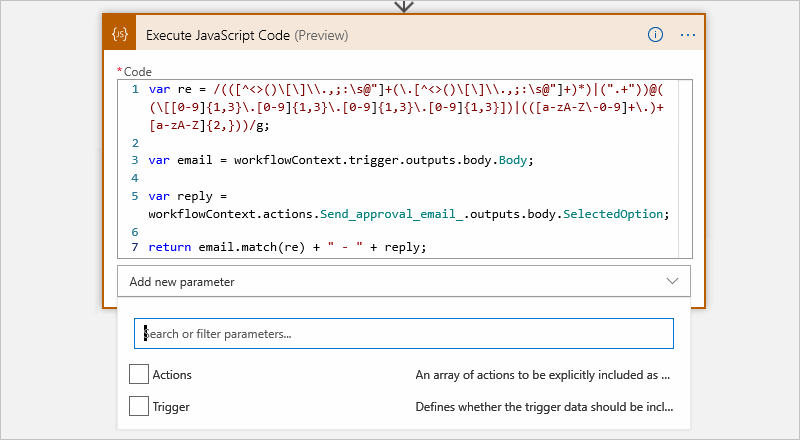 {JS}
Execute JavaScript Code (Preview)
*Code
1 var re = /(([^<>()\[\]\\.,;:\s@"]+(\.[^<>()\[\]\\.,;:\s@"]+)*)|(".+"))@(
(\[[0-9]{1,3}\.[0-9]{1,3}\.[0-9]{1,3}\.[0-9]{1,3}])|(([a-zA-Z\-0-9]+\.)+
[a-zA-Z]{2,}))/g;
2
3 var email = workflowContext.trigger.outputs.body.Body;
4
5 var reply =
workflowContext.actions.Send_approval_email_.outputs.body.SelectedOption;
6
7 return email.match(re) + " - " + reply;
Add new parameter
Search or filter parameters...
Actions An array of actions to be explicitly included as ...
Trigger Defines whether the trigger data should be incl...